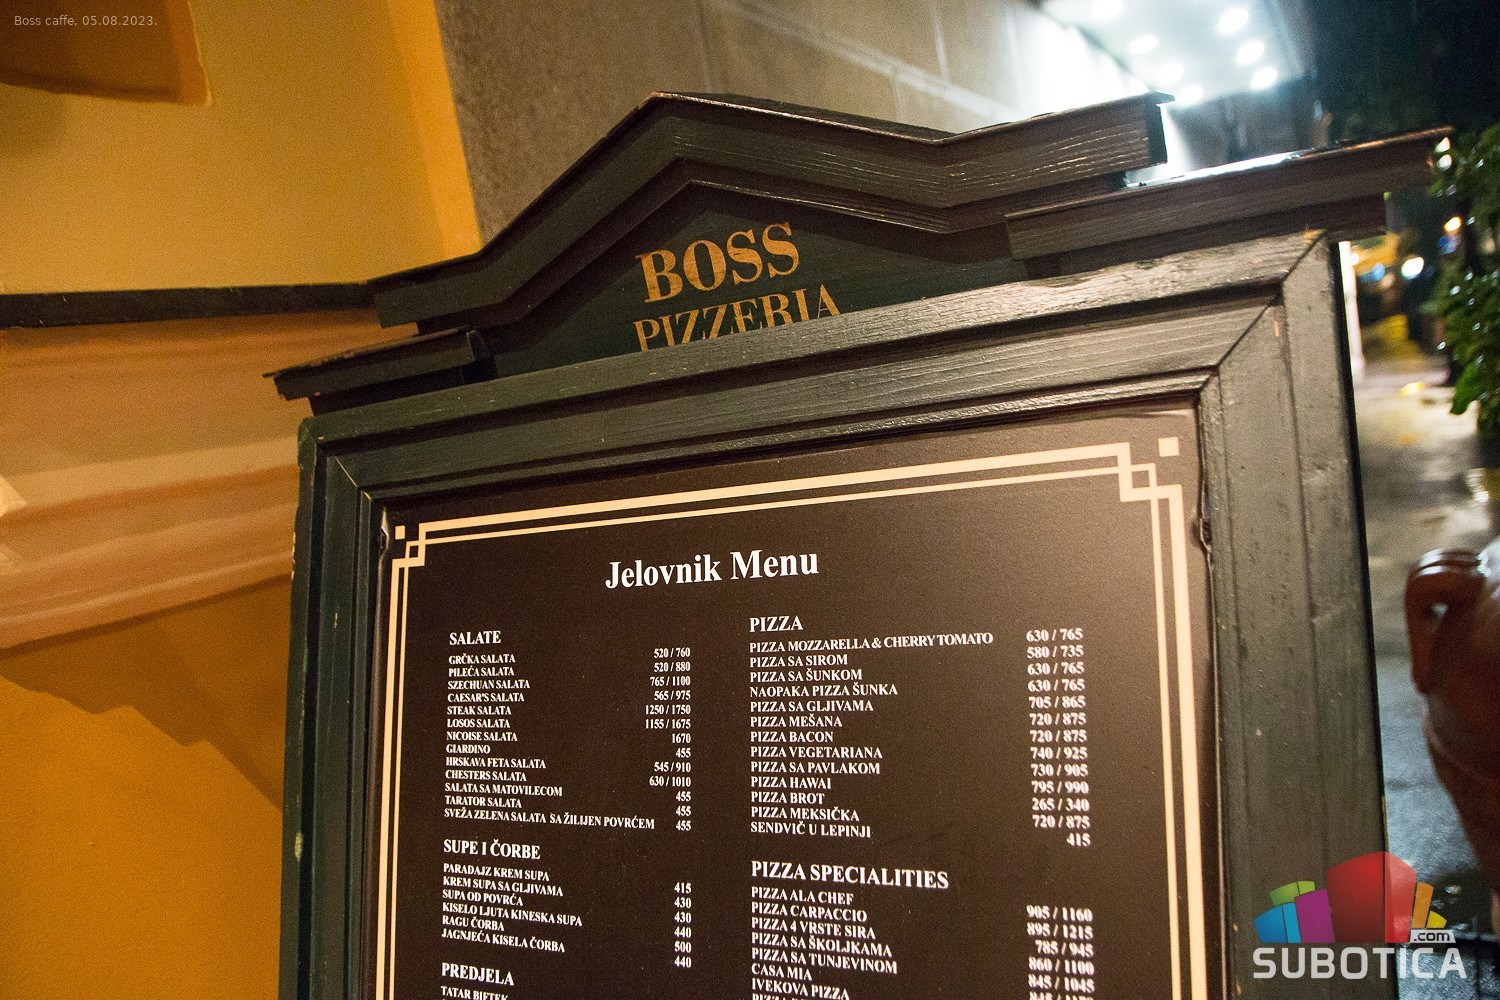 Boss caffe, 05.08.2023.
BOSS
PIZZERIA
Jelovnik Menu
SALATE
GRČKA SALATA 520 / 760
PILEĆA SALATA 520 / 880
SZECHUAN SALATA 765 / 1100
CAESAR'S SALATA 565 / 975
STEAK SALATA 1250 / 1750
LOSOS SALATA 1155 / 1675
NICOISE SALATA 1670
GIARDINO 455
HRSKAVA FETA SALATA 545 / 910
CHESTERS SALATA 630 / 1010
SALATA SA MATOVILECOM 455
TARATOR SALATA 455
SVEŽA ZELENA SALATA SA ŽILIJEN POVRĆEM 455
SUPE I ČORBE
PARADAJZ KREM SUPA 415
KREM SUPA SA GLJIVAMA 430
SUPA OD POVRĆA 430
KISELO LJUTA KINESKA SUPA 440
RAGU ČORBA 500
JAGNJEĆA KISELA ČORBA 440
PREDJELA
TATAR BIFTEK
PIZZA
PIZZA MOZZARELLA & CHERRY TOMATO 630 / 765
PIZZA SA SIROM 580 / 735
PIZZA SA ŠUNKOM 630 / 765
NAOPAKA PIZZA ŠUNKA 630 / 765
PIZZA SA GLJIVAMA 705 / 865
PIZZA MEŠANA 720 / 875
PIZZA BACON 720 / 875
PIZZA VEGETARIANA 740 / 925
PIZZA SA PAVLAKOM 730 / 905
PIZZA HAWAI 795 / 990
PIZZA BROT 265 / 340
PIZZA MEKSIČKA 720 / 875
SENDVIČ U LEPINJI 415
PIZZA SPECIALITIES
PIZZA ALA CHEF 905 / 1160
PIZZA CARPACCIO 895 / 1215
PIZZA 4 VRSTE SIRA 785 / 945
PIZZA SA ŠKOLJKAMA 860 / 1100
PIZZA SA TUNJEVINOM 845 / 1045
CASA MIA
IVEKOVA PIZZA
SUBOTICA
.com